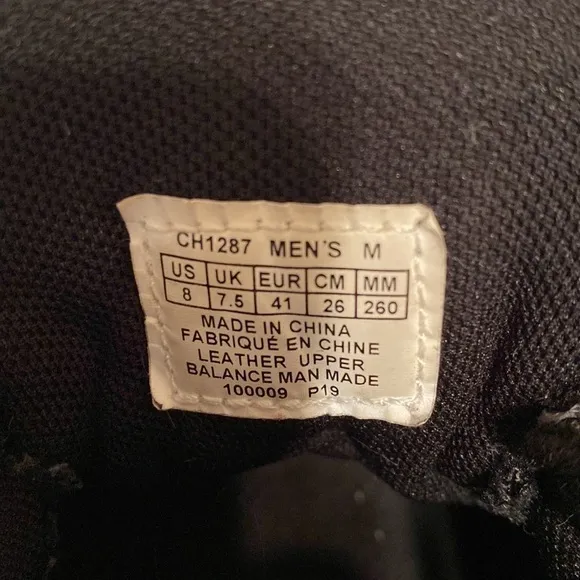 CH1287 MEN'S M
US UK EUR CM MM
8 7.5 41 26 260
MADE IN CHINA
FABRIQUÉ EN CHINE
LEATHER UPPER
BALANCE MAN MADE
100009 P19